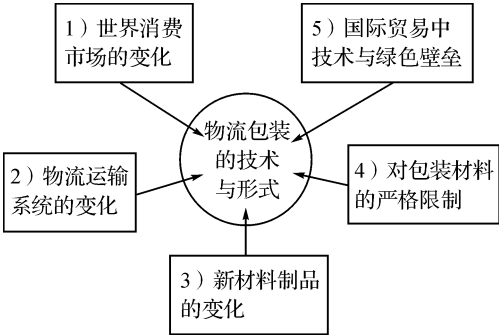 1）世界消费
市场的变化
5）国际贸易中
技术与绿色壁垒
物流包装
的技术
与形式
2）物流运输
系统的变化
4）对包装材料
的严格限制
3）新材料制品
的变化